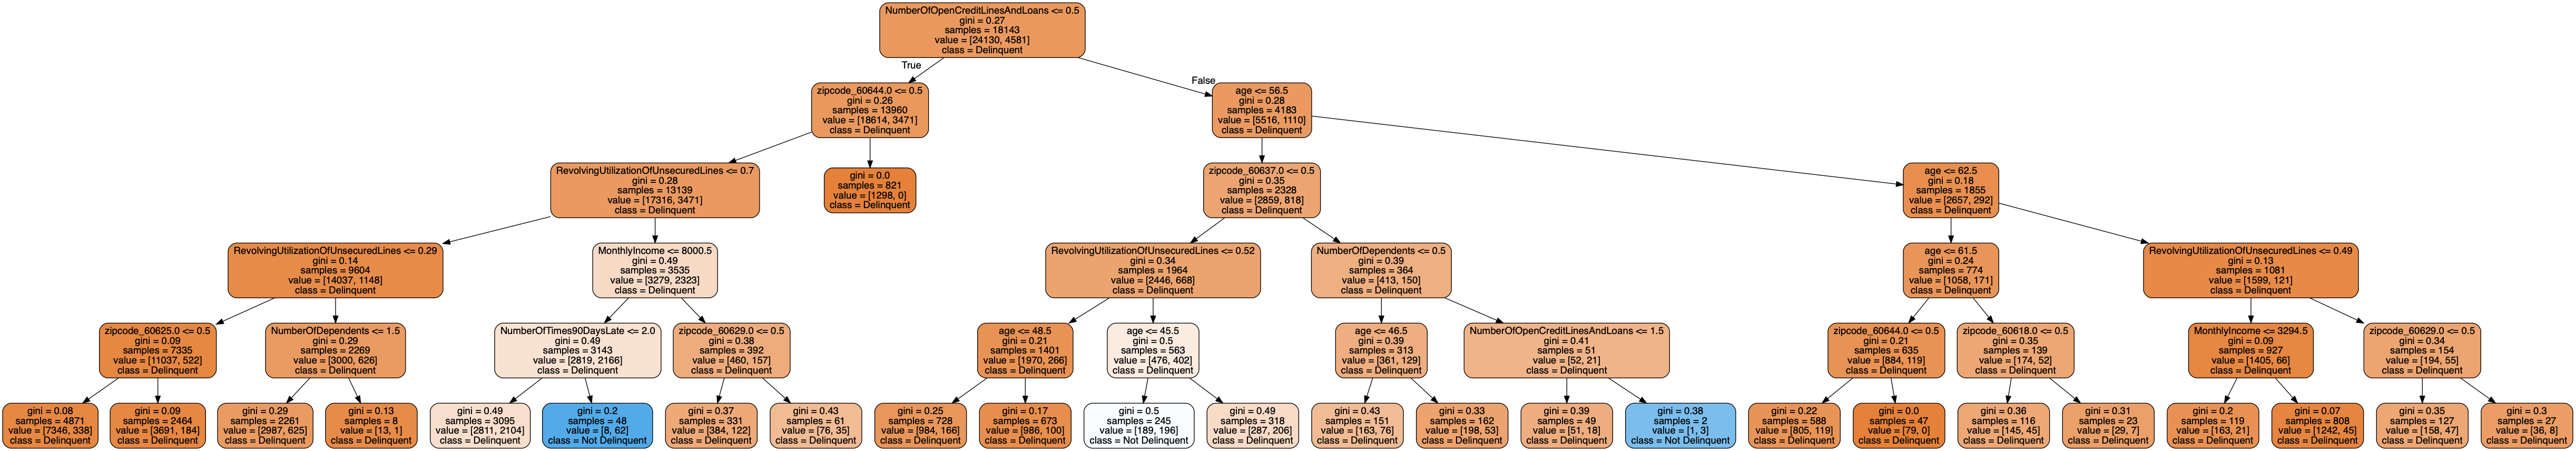 NumberOfOpenCreditLinesAndLoans <= 0.5
gini = 0.27
samples = 18143
value = [24130, 4581]
class = Delinquent
True
False
zipcode_60644.0 <= 0.5
gini = 0.26
samples = 13960
value = [18614, 3471]
class = Delinquent
age <= 56.5
gini = 0.28
samples = 4183
value = [5516, 1110]
class = Delinquent
RevolvingUtilizationOfUnsecuredLines <= 0.7
gini = 0.28
samples = 13139
value = [17316, 3471]
class = Delinquent
gini = 0.0
samples = 821
value = [1298, 0]
class = Delinquent
zipcode_60637.0 <= 0.5
gini = 0.35
samples = 2328
value = [2859, 818]
class = Delinquent
age <= 62.5
gini = 0.18
samples = 1855
value = [2657, 292]
class = Delinquent
RevolvingUtilizationOfUnsecuredLines <= 0.29
gini = 0.14
samples = 9604
value = [14037, 1148]
class = Delinquent
MonthlyIncome <= 8000.5
gini = 0.49
samples = 3535
value = [3279, 2323]
class = Delinquent
RevolvingUtilizationOfUnsecuredLines <= 0.52
gini = 0.34
samples = 1964
value = [2446, 668]
class = Delinquent
NumberOfDependents <= 0.5
gini = 0.39
samples = 364
value = [413, 150]
class = Delinquent
age <= 61.5
gini = 0.24
samples = 774
value = [1058, 171]
class = Delinquent
RevolvingUtilizationOfUnsecuredLines <= 0.49
gini = 0.13
samples = 1081
value = [1599, 121]
class = Delinquent
zipcode_60625.0 <= 0.5
gini = 0.09
samples = 7335
value = [11037, 522]
class = Delinquent
NumberOfDependents <= 1.5
gini = 0.29
samples = 2269
value = [3000, 626]
class = Delinquent
NumberOfTimes90DaysLate <= 2.0
gini = 0.49
samples = 3143
value = [2819, 2166]
class = Delinquent
zipcode_60629.0 <= 0.5
gini = 0.38
samples = 392
value = [460, 157]
class = Delinquent
age <= 48.5
gini = 0.21
samples = 1401
value = [1970, 266]
class = Delinquent
age <= 45.5
gini = 0.5
samples = 563
value = [476, 402]
class = Delinquent
age <= 46.5
gini = 0.39
samples = 313
value = [361, 129]
class = Delinquent
NumberOfOpenCreditLinesAndLoans <= 1.5
gini = 0.41
samples = 51
value = [52, 21]
class = Delinquent
zipcode_60644.0 <= 0.5
gini = 0.21
samples = 635
value = [884, 119]
class = Delinquent
zipcode_60618.0 <= 0.5
gini = 0.35
samples = 139
value = [174, 52]
class = Delinquent
MonthlyIncome <= 3294.5
gini = 0.09
samples = 927
value = [1405, 66]
class = Delinquent
zipcode_60629.0 <= 0.5
gini = 0.34
samples = 154
value = [194, 55]
class = Delinquent
gini = 0.08
samples = 4871
value = [7346, 338]
class = Delinquent
gini = 0.09
samples = 2464
value = [3691, 184]
class = Delinquent
gini = 0.29
samples = 2261
value = [2987, 625]
class = Delinquent
gini = 0.13
samples = 8
value = [13, 1]
class = Delinquent
gini = 0.49
samples = 3095
value = [2811, 2104]
class = Delinquent
gini = 0.2
samples = 48
value = [8, 62]
class = Not Delinquent
gini = 0.37
samples = 331
value = [384, 122]
class = Delinquent
gini = 0.43
samples = 61
value = [76, 35]
class = Delinquent
gini = 0.25
samples = 728
value = [984, 166]
class = Delinquent
gini = 0.17
samples = 673
value = [986, 100]
class = Delinquent
gini = 0.5
samples = 245
value = [189, 196]
class = Not Delinquent
gini = 0.49
samples = 318
value = [287, 206]
class = Delinquent
gini = 0.43
samples = 151
value = [163, 76]
class = Delinquent
gini = 0.33
samples = 162
value = [198, 53]
class = Delinquent
gini = 0.39
samples = 49
value = [51, 18]
class = Delinquent
gini = 0.38
samples = 2
value = [1, 3]
class = Not Delinquent
gini = 0.22
samples = 588
value = [805, 119]
class = Delinquent
gini = 0.0
samples = 47
value = [79, 0]
class = Delinquent
gini = 0.36
samples = 116
value = [145, 45]
class = Delinquent
gini = 0.31
samples = 23
value = [29, 7]
class = Delinquent
gini = 0.2
samples = 119
value = [163, 21]
class = Delinquent
gini = 0.07
samples = 808
value = [1242, 45]
class = Delinquent
gini = 0.35
samples = 127
value = [158, 47]
class = Delinquent
gini = 0.3
samples = 27
value = [36, 8]
class = Delinquent